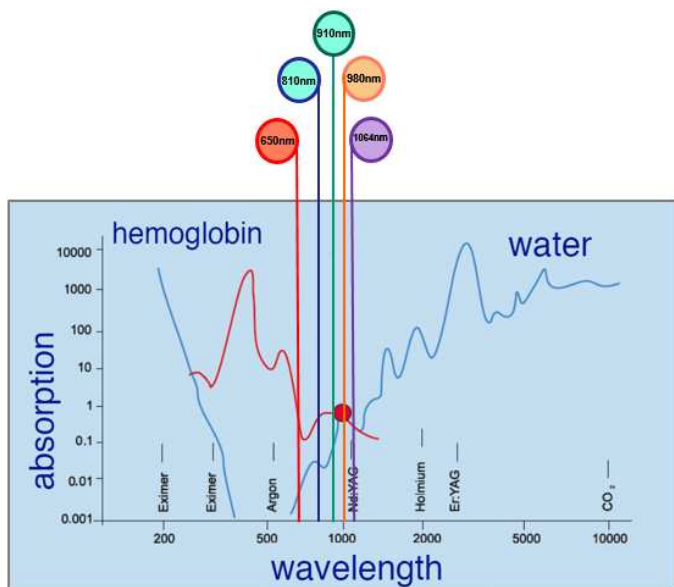 910nm
810nm
980nm
650nm
1064nm
hemoglobin
water
absorption
10000
1000
100
10
1
0.1
0.01
0.001
Eximer
Eximer
Argon
Nd:YAG
Holmium
Er:YAG
CO₂
200
500
1000
2000
5000
10000
wavelength